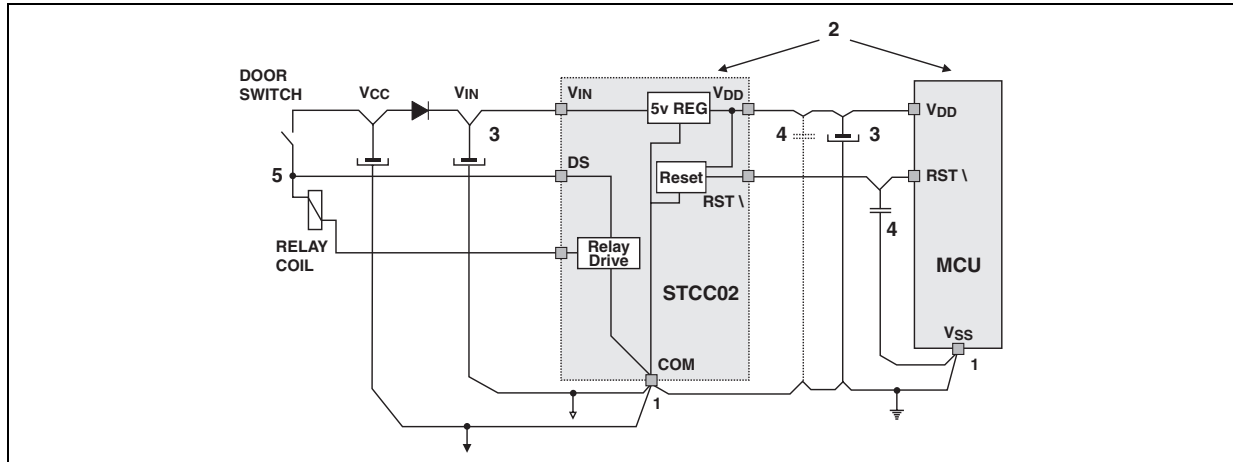 2
DOOR
SWITCH
VCC
VIN
VIN
5v REG
VDD
VDD
3
4
3
5
DS
Reset
RST \
RST \
4
RELAY
COIL
Relay
Drive
STCC02
MCU
COM
VSS
1
1